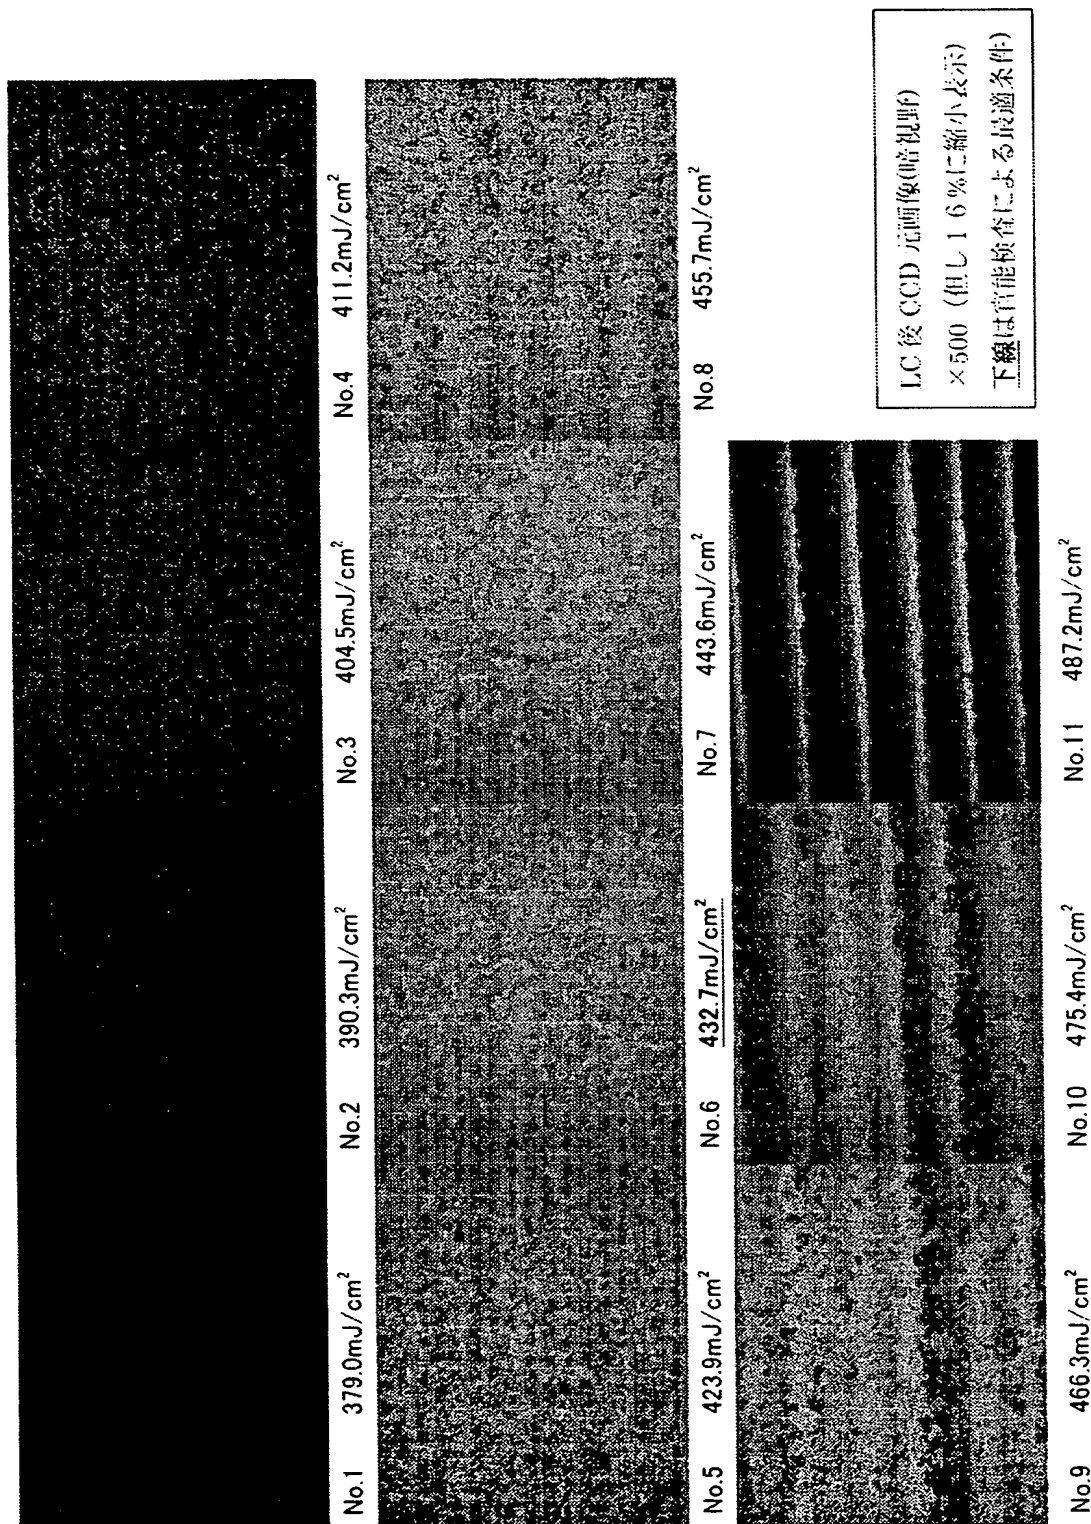 No.1 379.0mJ/cm²
No.2 390.3mJ/cm²
No.3 404.5mJ/cm²
No.4 411.2mJ/cm²
No.5 423.9mJ/cm²
No.6 432.7mJ/cm²
No.7 443.6mJ/cm²
No.8 455.7mJ/cm²
No.9 466.3mJ/cm²
No.10 475.4mJ/cm²
No.11 487.2mJ/cm²
LC後CCD元画像(暗視野)
×500 (但し16%に縮小表示)
下線は官能検査による最適条件